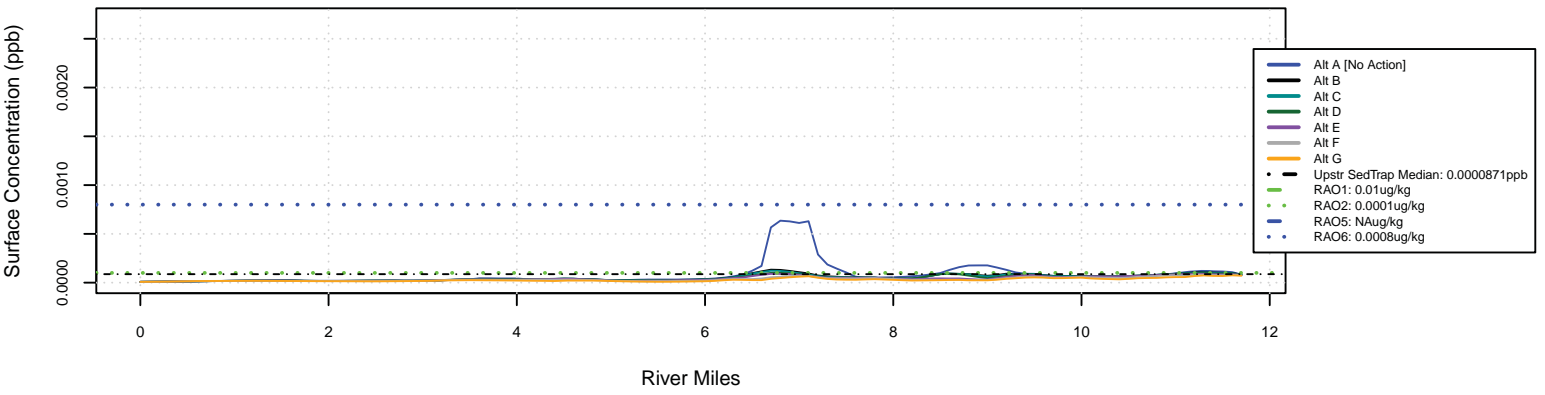 Surface Concentration (ppb)
0.0020
0.0010
0.0000
0 2 4 6 8 10 12
River Miles
Alt A [No Action]
Alt B
Alt C
Alt D
Alt E
Alt F
Alt G
Upstr SedTrap Median: 0.0000871ppb
RAO1: 0.01ug/kg
RAO2: 0.0001ug/kg
RAO5: NAug/kg
RAO6: 0.0008ug/kg